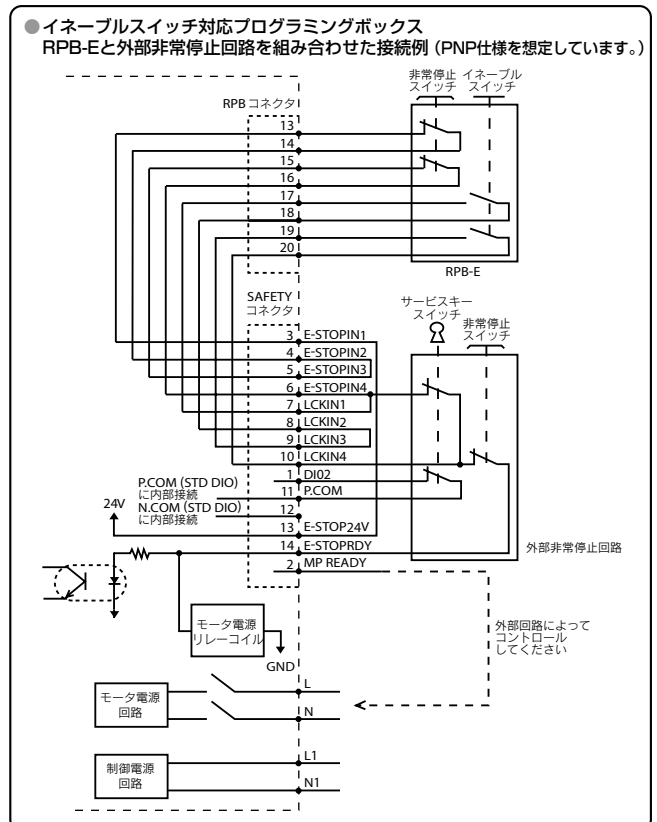 ●イネーブルスイッチ対応プログラミングボックス
RPB-Eと外部非常停止回路を組み合わせた接続例 (PNP仕様を想定しています。)
非常停止
スイッチ
イネーブル
スイッチ
RPB コネクタ
13
14
15
16
17
18
19
20
RPB-E
SAFETY
コネクタ
サービスキー
スイッチ
非常停止
スイッチ
3 E-STOPIN1
4 E-STOPIN2
5 E-STOPIN3
6 E-STOPIN4
7 LCKIN1
8 LCKIN2
9 LCKIN3
10 LCKIN4
1 DI02
P.COM (STD DIO)
に内部接続
11 P.COM
24V
N.COM (STD DIO)
に内部接続
12
13 E-STOP24V
14 E-STOPRDY
外部非常停止回路
2 MP READY
モータ電源
リレーコイル
GND
外部回路によって
コントロール
してください
モータ電源
回路
L
N
制御電源
回路
L1
N1